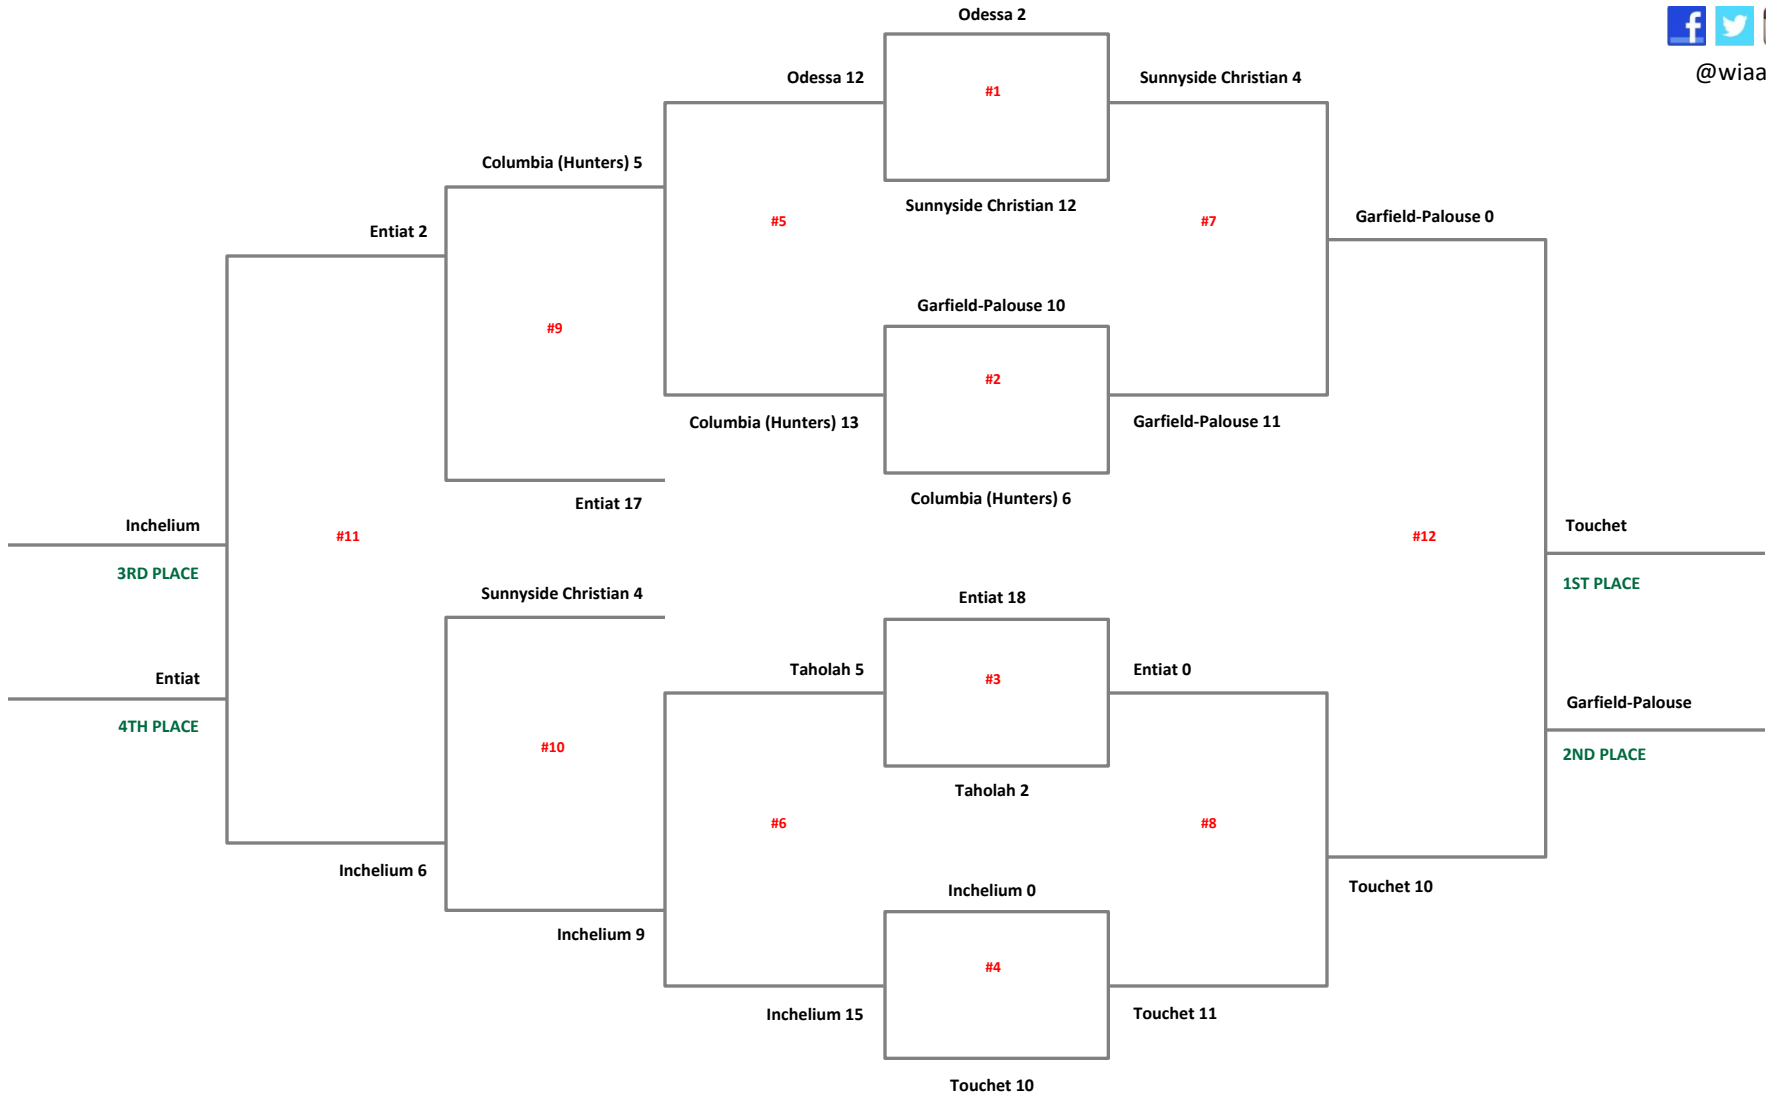 Odessa 2
@wiaa
Odessa 12
#1
Sunnyside Christian 4
Columbia (Hunters) 5
Sunnyside Christian 12
Entiat 2
#5
#7
Garfield-Palouse 0
Garfield-Palouse 10
#9
#2
Columbia (Hunters) 13
Garfield-Palouse 11
Entiat 17
Columbia (Hunters) 6
Inchelium
#11
#12
Touchet
3RD PLACE
1ST PLACE
Sunnyside Christian 4
Entiat 18
Entiat
Taholah 5
#3
Entiat 0
Garfield-Palouse
4TH PLACE
#10
2ND PLACE
Taholah 2
#6
#8
Inchelium 6
Inchelium 0
Touchet 10
Inchelium 9
#4
Inchelium 15
Touchet 11
Touchet 10